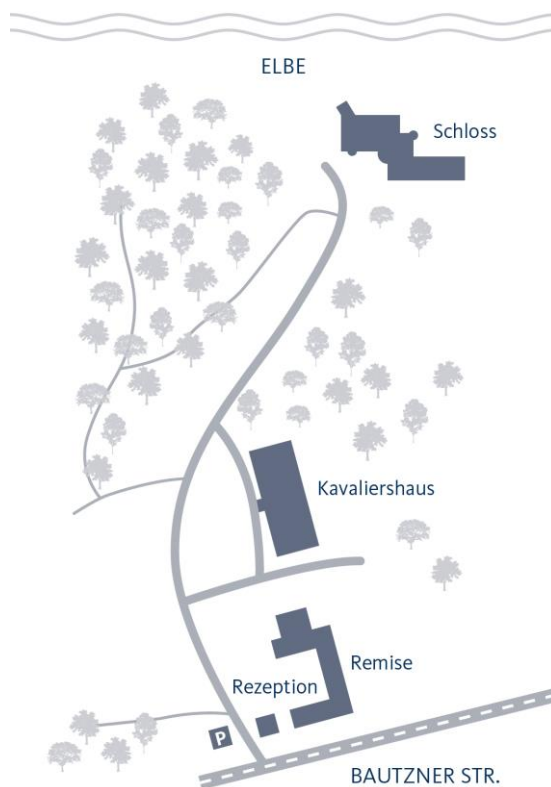 ELBE
Schloss
Kavaliershaus
Remise
Rezeption
P
BAUTZNER STR.